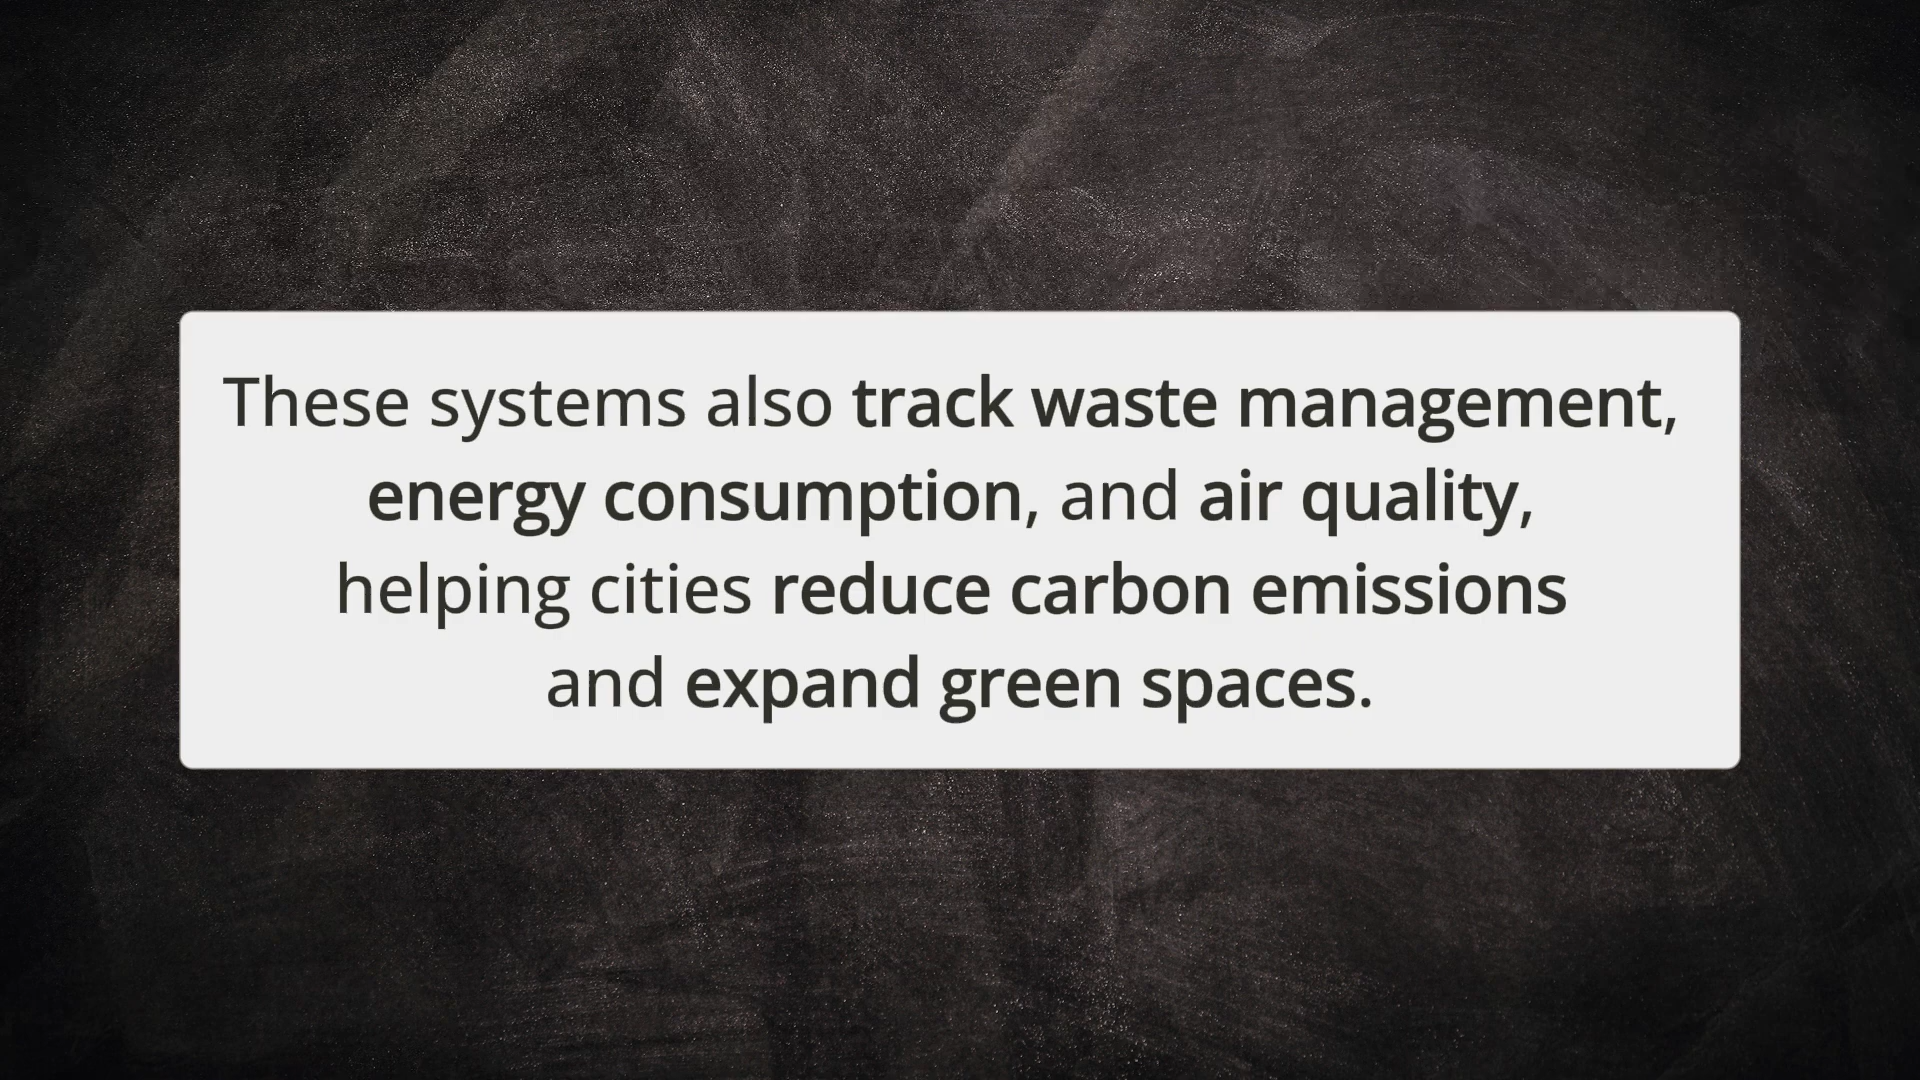 These systems also track waste management,
energy consumption, and air quality,
helping cities reduce carbon emissions
and expand green spaces.